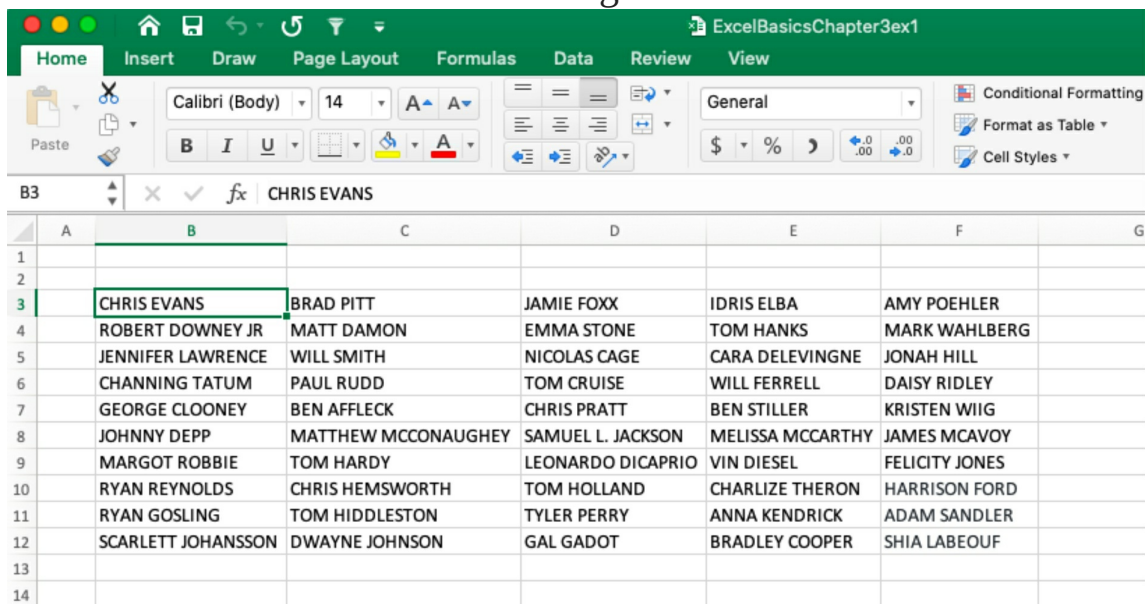 ExcelBasicsChapter3ex1
Home Insert Draw Page Layout Formulas Data Review View
Calibri (Body) 14 A A General Conditional Formatting
Format as Table
Paste B I U A $ % .0 .00 .00 .0 Cell Styles
B3 fx CHRIS EVANS
A B C D E F G
1
2
3 CHRIS EVANS BRAD PITT JAMIE FOXX IDRIS ELBA AMY POEHLER
4 ROBERT DOWNEY JR MATT DAMON EMMA STONE TOM HANKS MARK WAHLBERG
5 JENNIFER LAWRENCE WILL SMITH NICOLAS CAGE CARA DELEVINGNE JONAH HILL
6 CHANNING TATUM PAUL RUDD TOM CRUISE WILL FERRELL DAISY RIDLEY
7 GEORGE CLOONEY BEN AFFLECK CHRIS PRATT BEN STILLER KRISTEN WIIG
8 JOHNNY DEPP MATTHEW MCCONAUGHEY SAMUEL L. JACKSON MELISSA MCCARTHY JAMES MCAVOY
9 MARGOT ROBBIE TOM HARDY LEONARDO DICAPRIO VIN DIESEL FELICITY JONES
10 RYAN REYNOLDS CHRIS HEMSWORTH TOM HOLLAND CHARLIZE THERON HARRISON FORD
11 RYAN GOSLING TOM HIDDLESTON TYLER PERRY ANNA KENDRICK ADAM SANDLER
12 SCARLETT JOHANSSON DWAYNE JOHNSON GAL GADOT BRADLEY COOPER SHIA LABEOUF
13
14